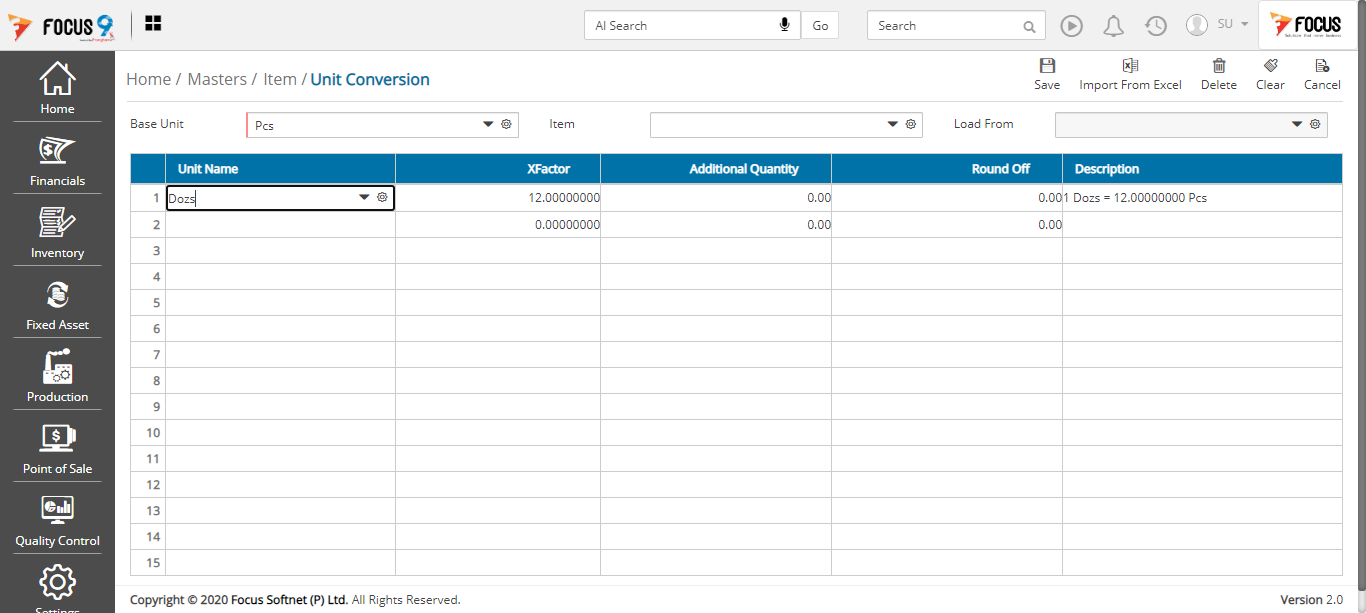 FOCUS 9
AI Search
Go
Search
SU
FOCUS
Home / Masters / Item / Unit Conversion
Save
Import From Excel
Delete
Clear
Cancel
Base Unit
Pcs
Item
Load From
Unit Name XFactor Additional Quantity Round Off Description
1 Dozs 12.00000000 0.00 0.00 1 Dozs = 12.00000000 Pcs
2 0.00000000 0.00 0.00
3
4
5
6
7
8
9
10
11
12
13
14
15
Home
Financials
Inventory
Fixed Asset
Production
Point of Sale
Quality Control
Settings
Copyright © 2020 Focus Softnet (P) Ltd. All Rights Reserved.
Version 2.0